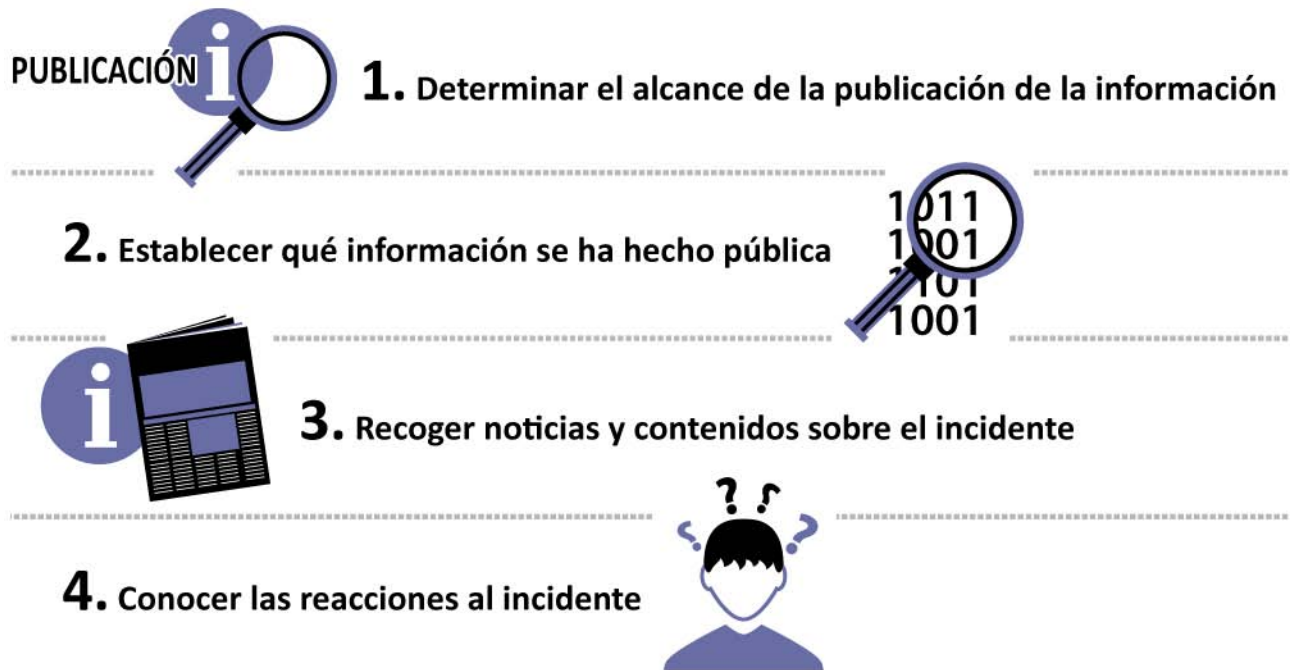 PUBLICACIÓN i
1. Determinar el alcance de la publicación de la información
2. Establecer qué información se ha hecho pública
1011
1001
1101
1001
i
3. Recoger noticias y contenidos sobre el incidente
? ? ? ?
4. Conocer las reacciones al incidente